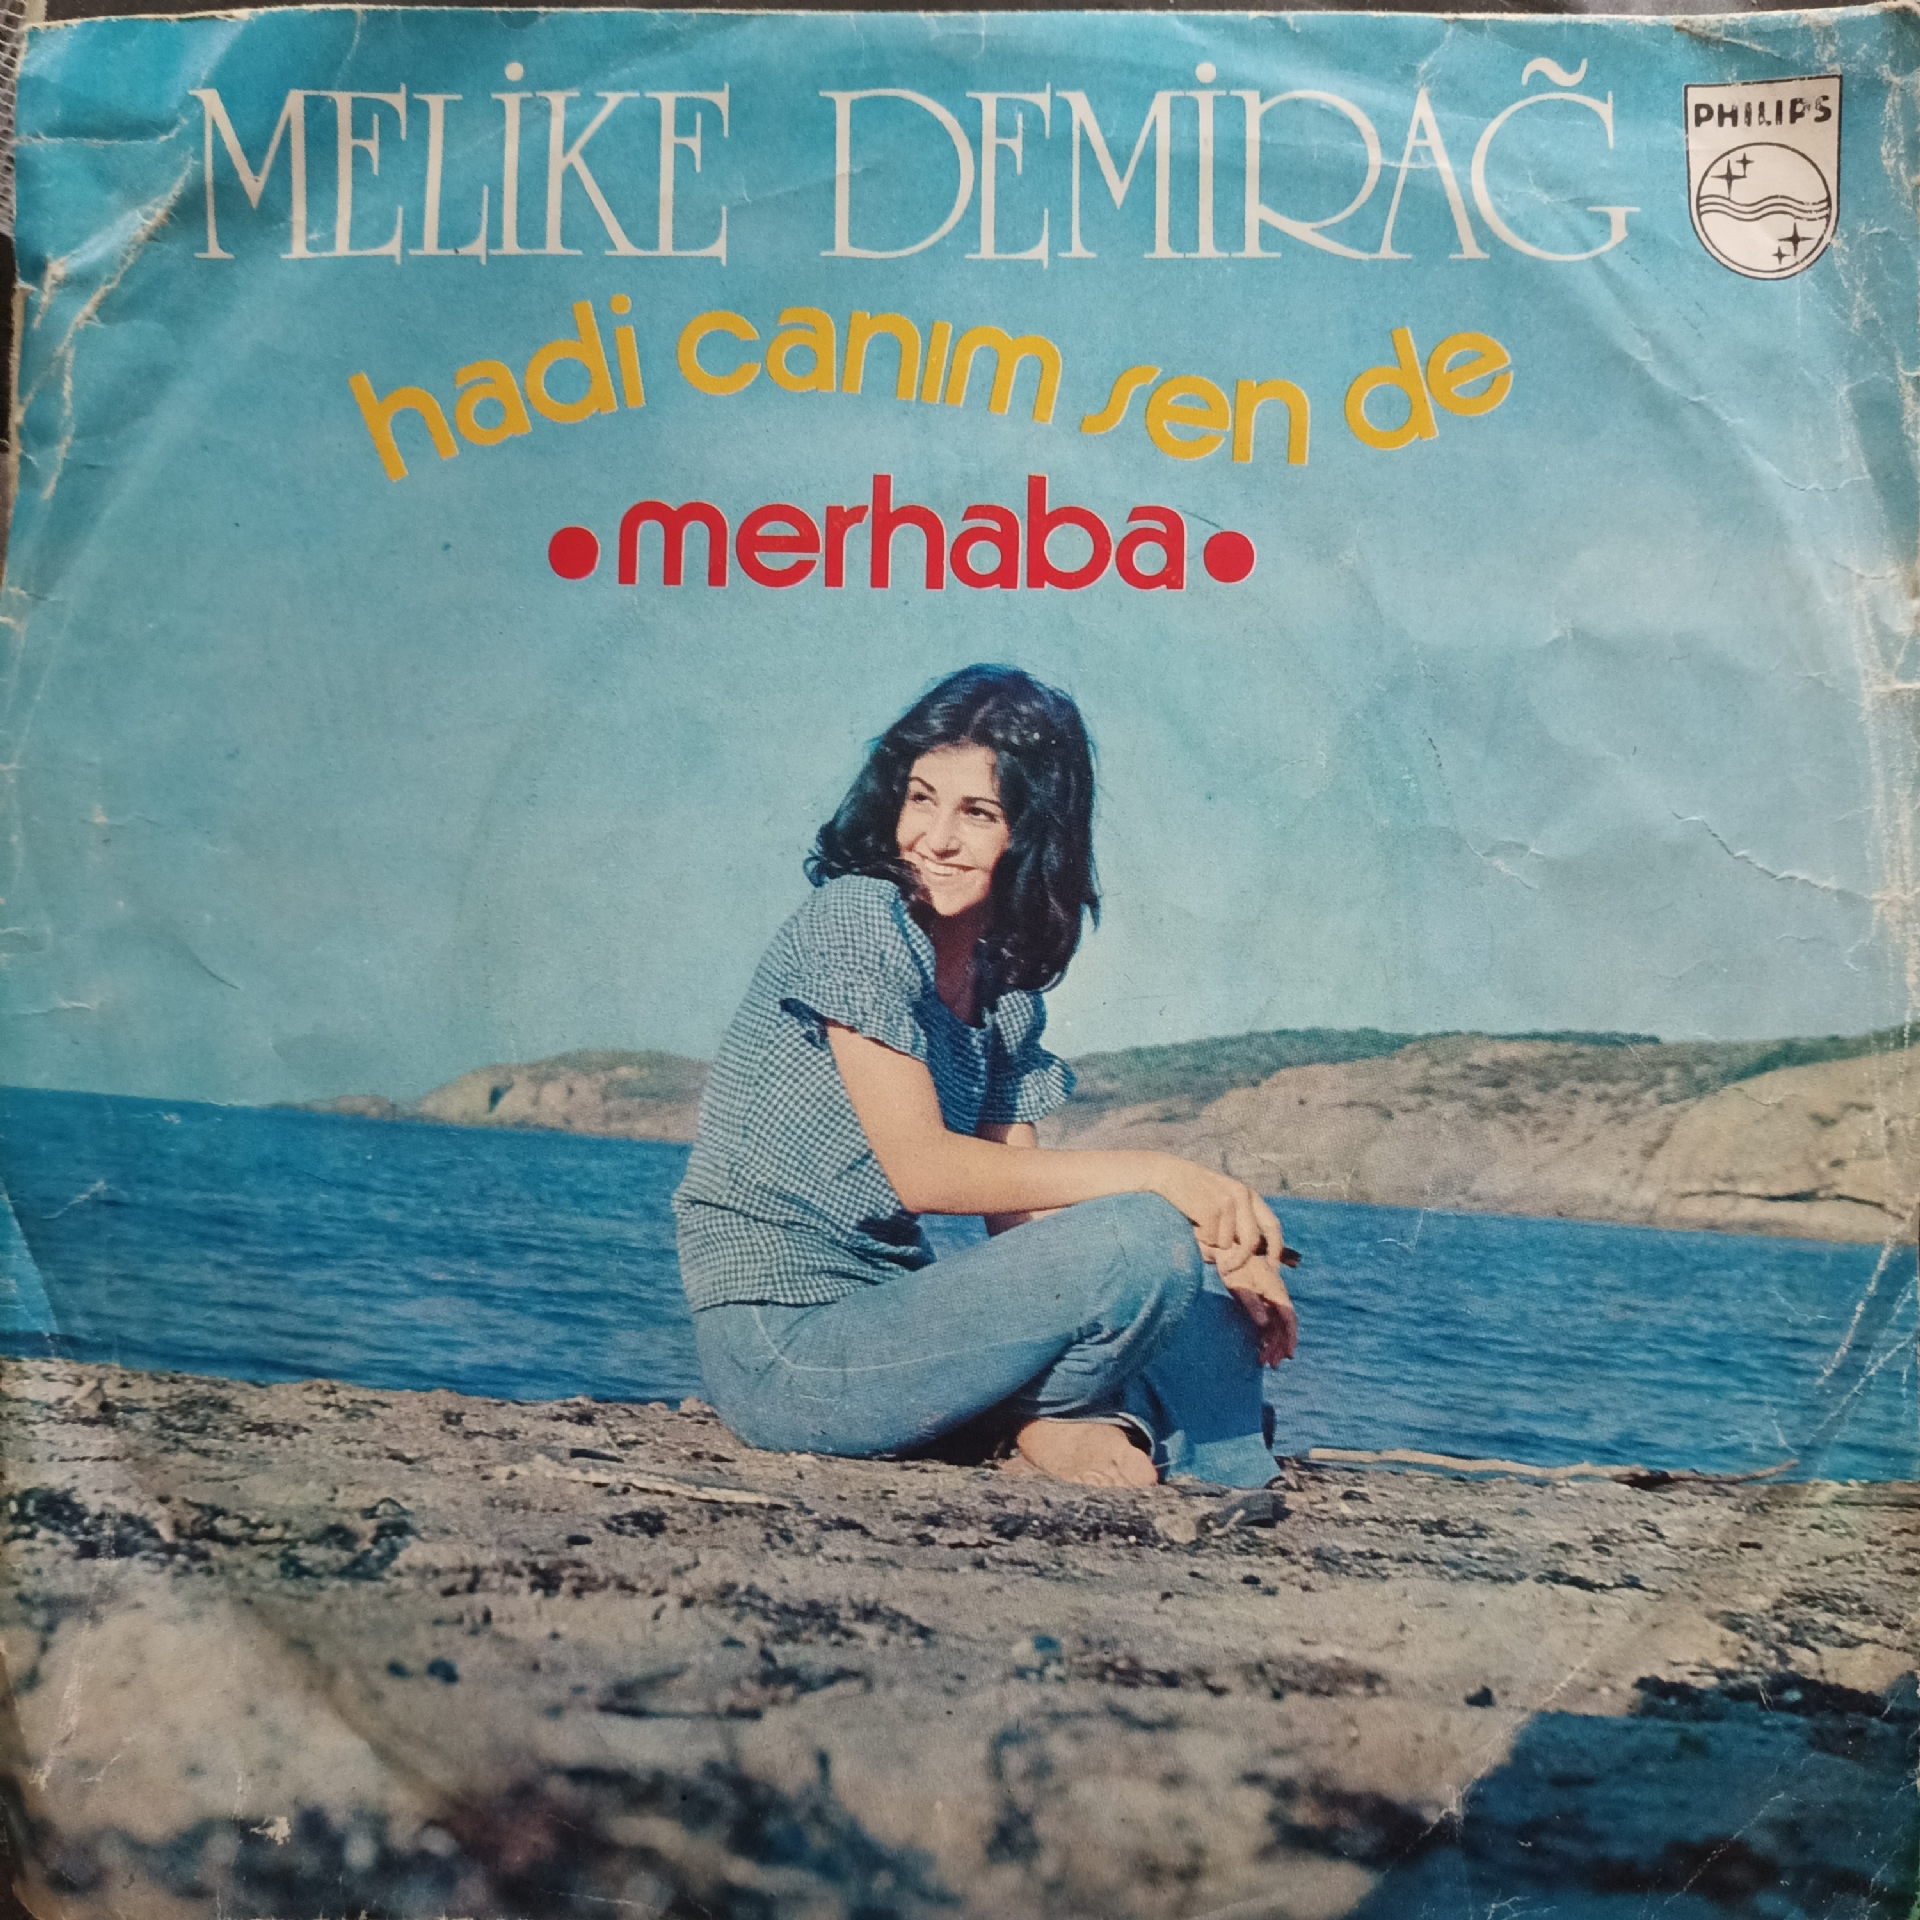 MELİKE DEMİRAĞ
PHILIPS
hadi canım sen de
•merhaba•